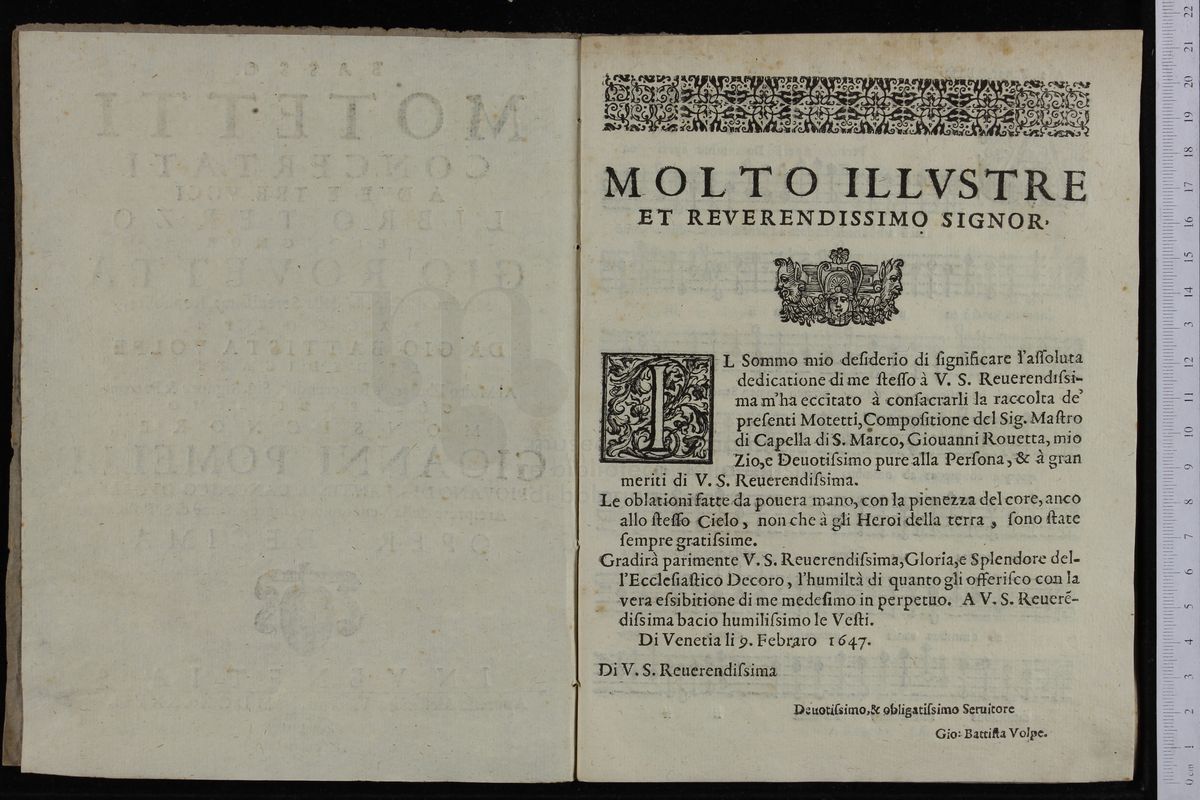 MOLTO ILLVSTRE
ET REVERENDISSIMO SIGNOR.
IL Sommo mio deſiderio di ſignificare l'aſſoluta
dedicatione di me ſteſſo à V. S. Reuerendiſsi-
ma m'ha eccitato à conſacrarli la raccolta de'
preſenti Motetti, Compoſitione del Sig. Maſtro
di Capella di S. Marco, Giouanni Rouetta, mio
Zio, e Deuotiſsimo pure alla Perſona, & à gran
meriti di V. S. Reuerendiſsima.
Le oblationi fatte da pouera mano, con la pienezza del core, anco
allo ſteſſo Cielo, non che à gli Heroi della terra, ſono ſtate
ſempre gratiſsime.
Gradirà parimente V. S. Reuerendiſsima, Gloria, e Splendore del-
l'Eccleſiaſtico Decoro, l'humiltà di quanto gli offeriſco con la
vera eſsibitione di me medeſimo in perpetuo. A V. S. Reuerẽ-
diſsima bacio humiliſsimo le Veſti.
Di Venetia li 9. Febraro 1647.
Di V. S. Reuerendiſsima
Deuotiſsimo, & obligatiſsimo Seruitore
Gio: Battiſta Volpe.